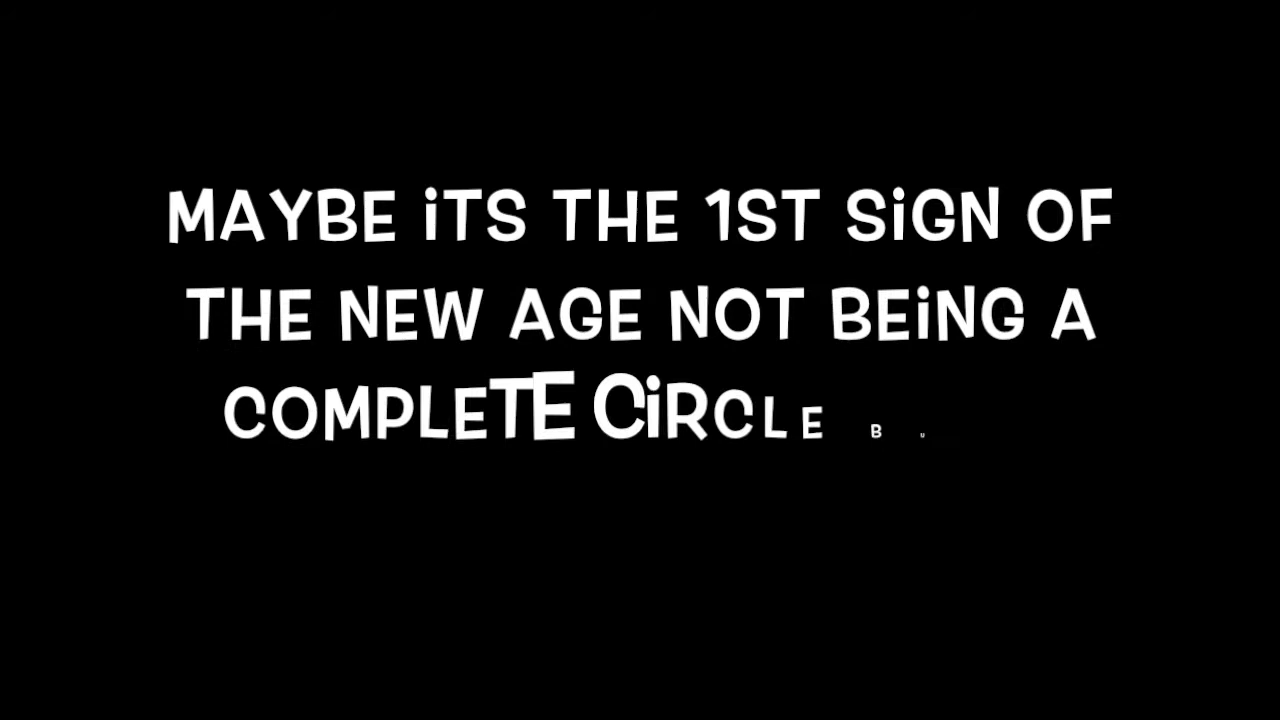 MAYBE iTS THE 1ST SiGN OF
THE NEW AGE NOT BEiNG A
COMPLETE CiRCLE B U